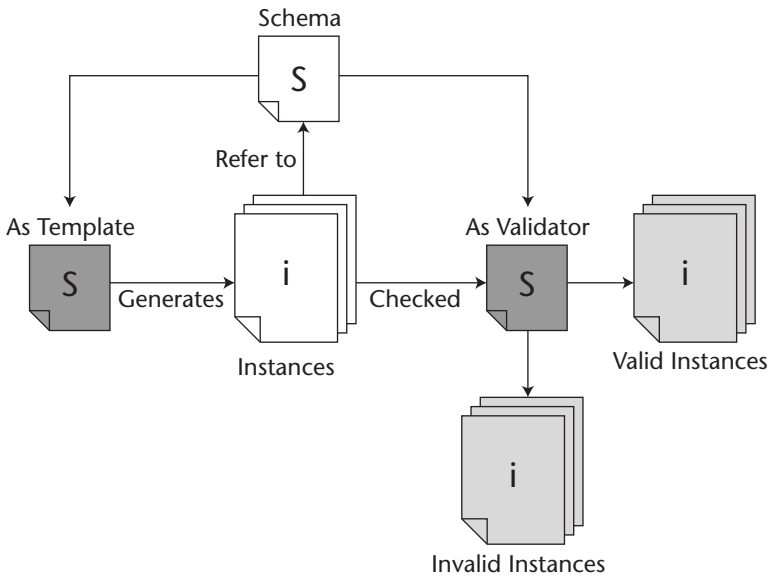 Schema
S
Refer to
As Template
As Validator
S
Generates
i
Checked
S
i
Instances
Valid Instances
i
Invalid Instances